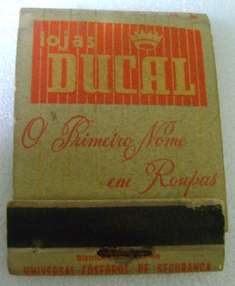 lojas
DUCAL
O Primeiro Nome
em Roupas
UNIVERSAL-FÓSFOROS DE SEGURANÇA